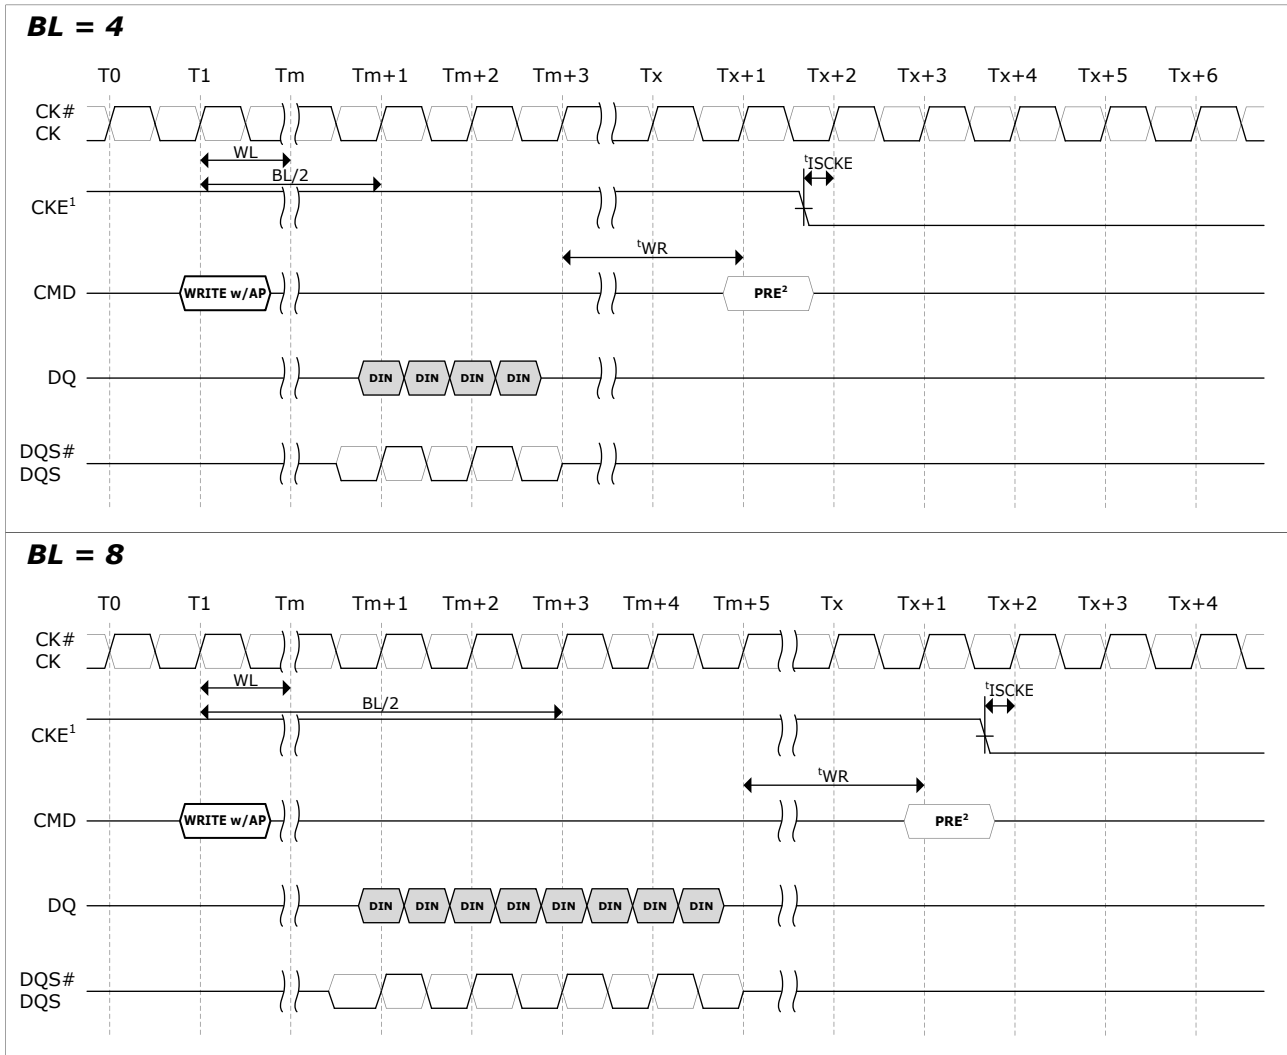 BL = 4
T0 T1 Tm Tm+1 Tm+2 Tm+3 Tx Tx+1 Tx+2 Tx+3 Tx+4 Tx+5 Tx+6
CK#
CK
WL
tISCKE
BL/2
CKE1
tWR
CMD WRITE w/AP PRE2
DQ DIN DIN DIN DIN
DQS#
DQS
BL = 8
T0 T1 Tm Tm+1 Tm+2 Tm+3 Tm+4 Tm+5 Tx Tx+1 Tx+2 Tx+3 Tx+4
CK#
CK
WL
tISCKE
BL/2
CKE1
tWR
CMD WRITE w/AP PRE2
DQ DIN DIN DIN DIN DIN DIN DIN DIN
DQS#
DQS